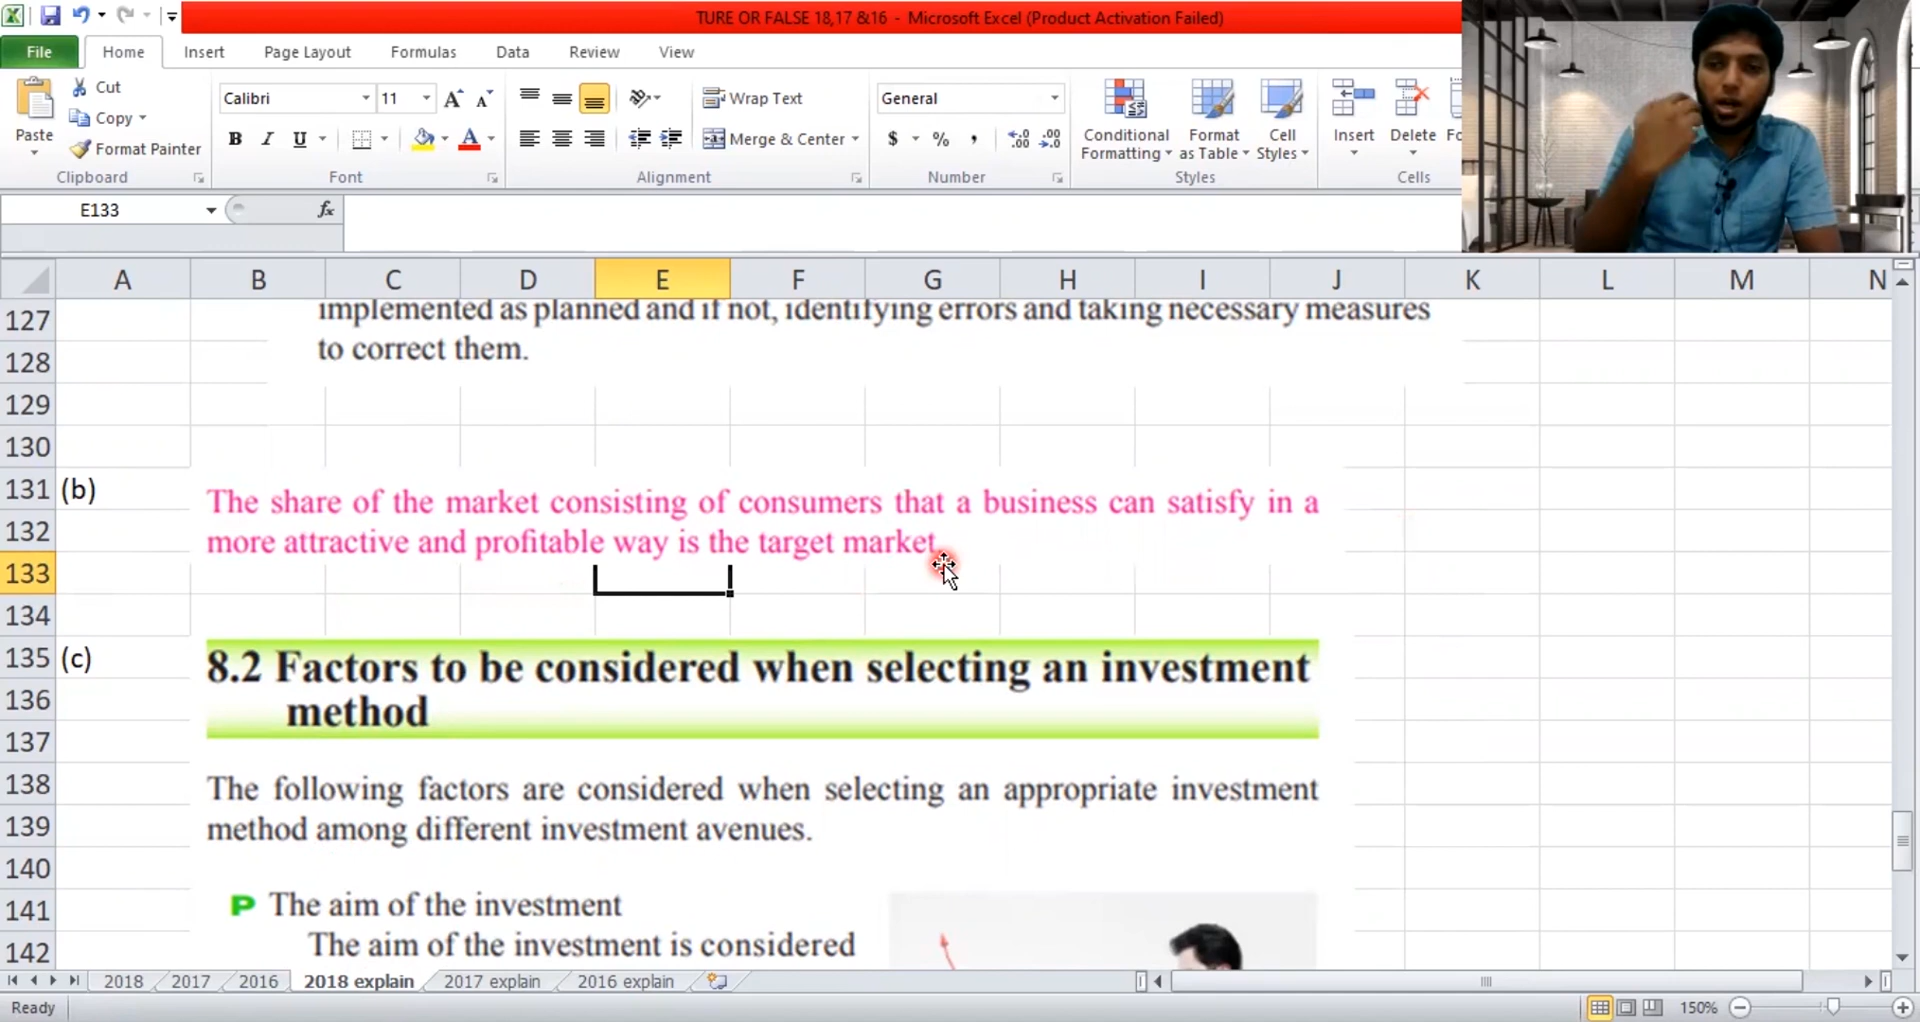 TURE OR FALSE 18,17 &16 - Microsoft Excel (Product Activation Failed)
File Home Insert Page Layout Formulas Data Review View
Paste
Cut
Copy
Format Painter
Clipboard
Calibri 11
B I U
Font
Wrap Text
Merge & Center
Alignment
General
$ % ,
Number
Conditional Formatting
Format as Table
Cell Styles
Styles
Insert
Delete
Fo
Cells
E133 fx
A B C D E F G H I J K L M N
127 implemented as planned and if not, identifying errors and taking necessary measures
128 to correct them.
129
130
131 (b) The share of the market consisting of consumers that a business can satisfy in a
132 more attractive and profitable way is the target market
133
134
135 (c) 8.2 Factors to be considered when selecting an investment
136 method
137
138 The following factors are considered when selecting an appropriate investment
139 method among different investment avenues.
140
141 P The aim of the investment
142 The aim of the investment is considered
2018 2017 2016 2018 explain 2017 explain 2016 explain
Ready 150%